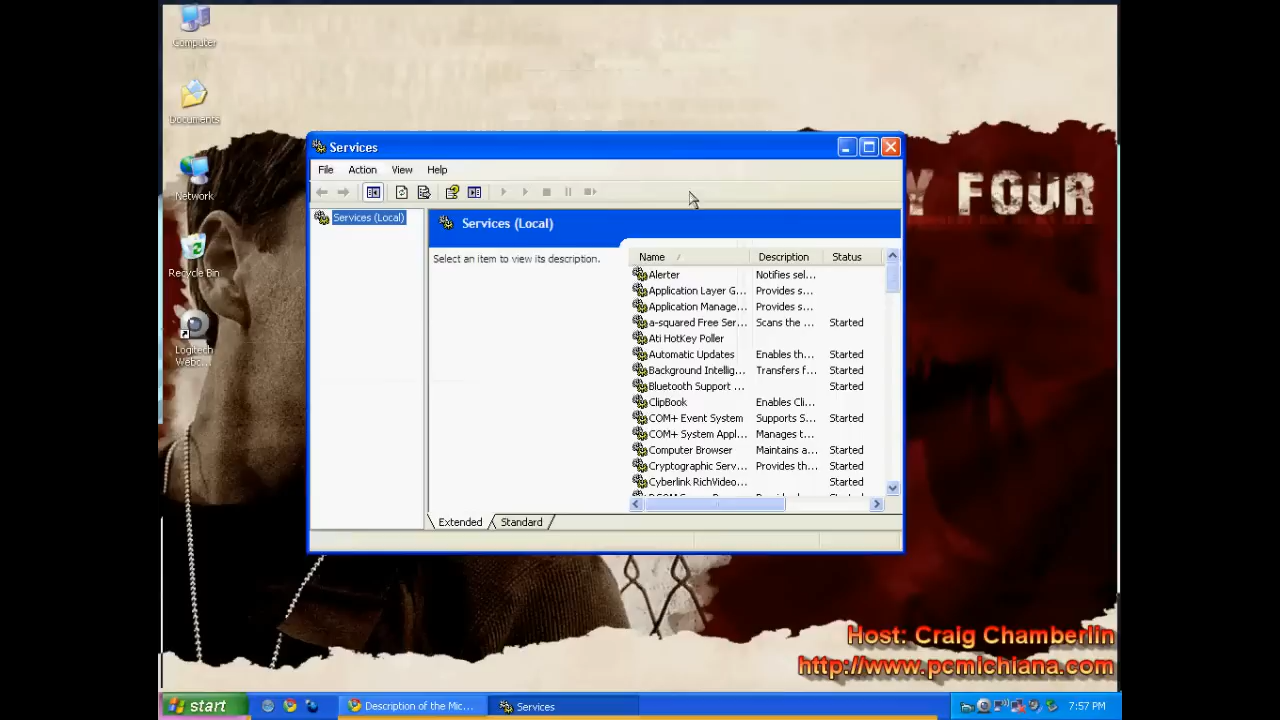 Computer
Documents
Network
Recycle Bin
Logitech
Webc...
Y FOUR
Services
File Action View Help
Services (Local)
Services (Local)
Select an item to view its description.
Name Description Status
Alerter Notifies sel...
Application Layer G... Provides s...
Application Manage... Provides s...
a-squared Free Ser... Scans the ... Started
Ati HotKey Poller
Automatic Updates Enables th... Started
Background Intellig... Transfers f... Started
Bluetooth Support ... Started
ClipBook Enables Cli...
COM+ Event System Supports S... Started
COM+ System Appl... Manages t...
Computer Browser Maintains a... Started
Cryptographic Serv... Provides th... Started
Cyberlink RichVideo... Started
Extended Standard
Host: Craig Chamberlin
http://www.pcmichiana.com
start Description of the Mic... Services 7:57 PM